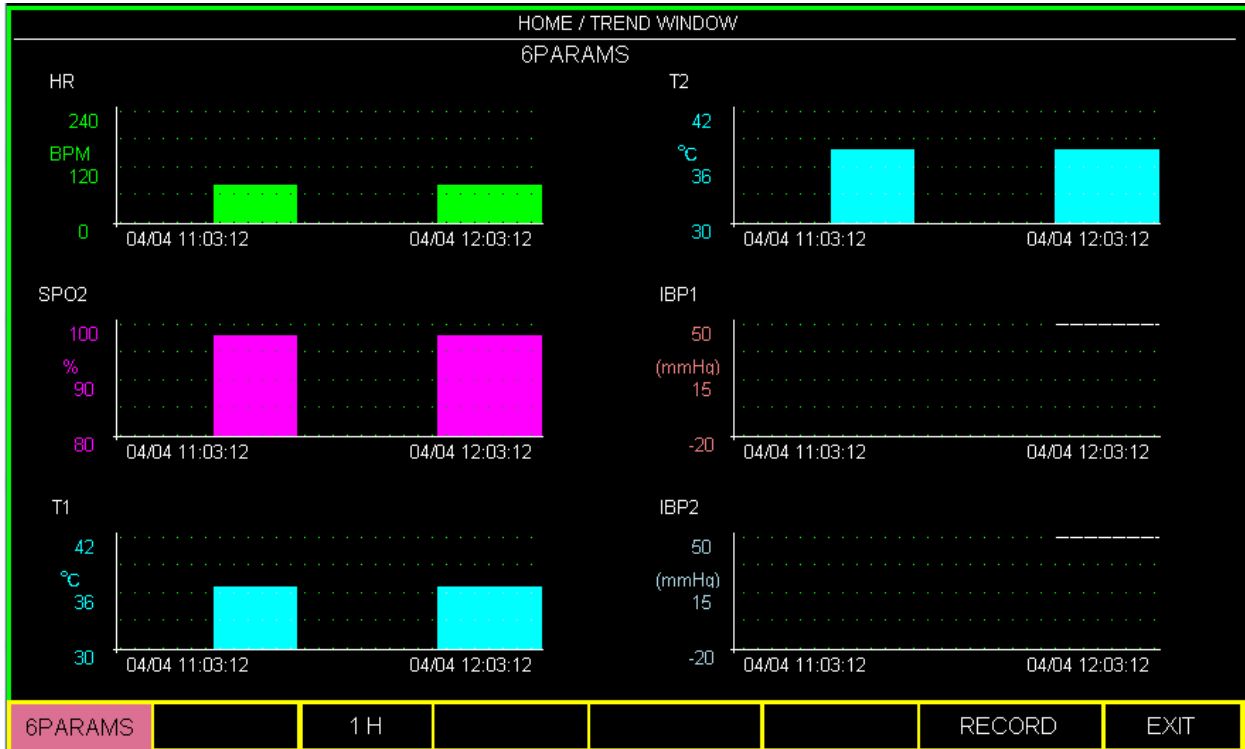 HOME / TREND WINDOW
6PARAMS
HR
240
BPM
120
0
04/04 11:03:12 04/04 12:03:12
T2
42
°C
36
30
04/04 11:03:12 04/04 12:03:12
SPO2
100
%
90
80
04/04 11:03:12 04/04 12:03:12
IBP1
50
(mmHg)
15
-20
04/04 11:03:12 04/04 12:03:12
T1
42
°C
36
30
04/04 11:03:12 04/04 12:03:12
IBP2
50
(mmHg)
15
-20
04/04 11:03:12 04/04 12:03:12
6PARAMS 1 H RECORD EXIT